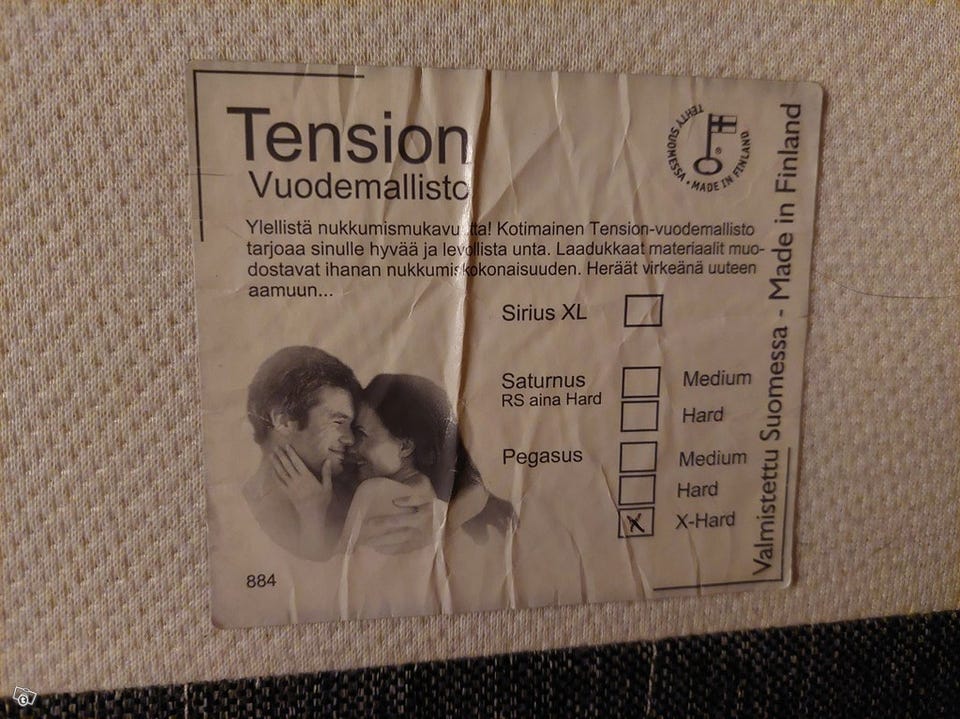 Tension
Vuodemallisto
Ylellistä nukkumismukavuutta! Kotimainen Tension-vuodemallisto
tarjoaa sinulle hyvää ja levollista unta. Laadukkaat materiaalit muo-
dostavat ihanan nukkumiskokonaisuuden. Heräät virkeänä uuteen
aamuun...
TEHTY SUOMESSA • MADE IN FINLAND
®
Sirius XL
Saturnus
RS aina Hard
Medium
Hard
Pegasus
Medium
Hard
X X-Hard
884
Valmistettu Suomessa - Made in Finland
t